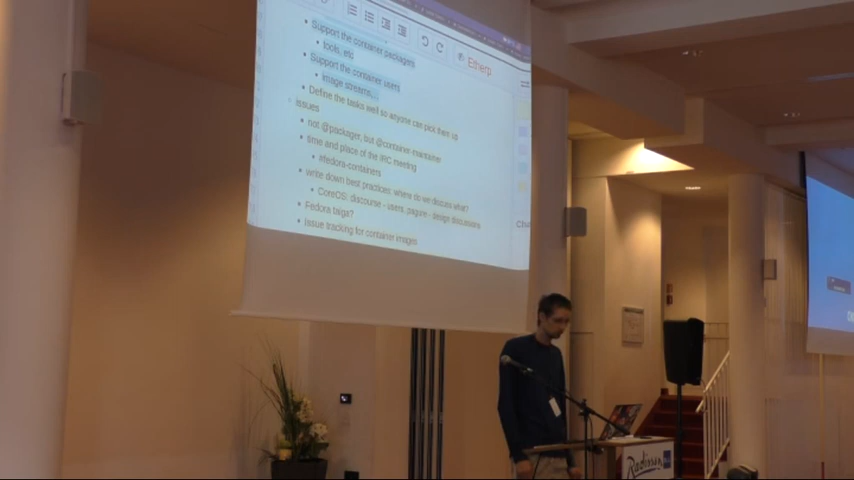 Support the container packagers
tools, etc
Support the container users
image streams,...
Define the tasks well so anyone can pick them up
issues
not @packager, but @container-maintainer
time and place of the IRC meeting
#fedora-containers
write down best practices: where do we discuss what?
CoreOS: discourse - users, pagure - design discussions
Fedora taiga?
issue tracking for container images
Etherp
Cha
Radisson